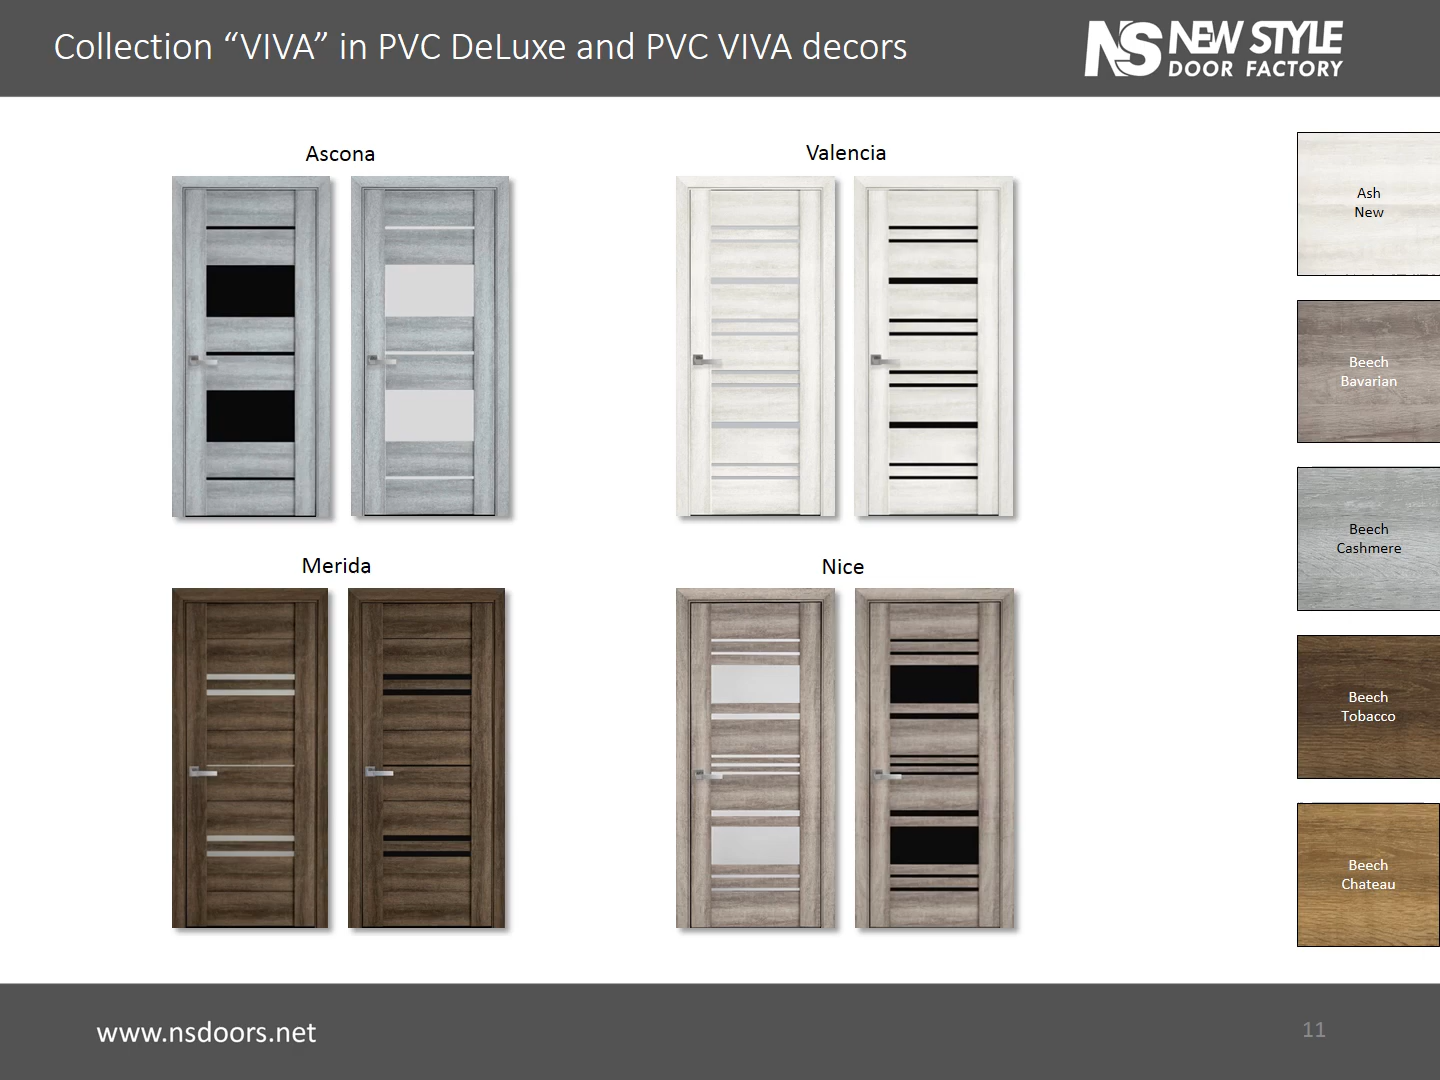 Collection “VIVA” in PVC DeLuxe and PVC VIVA decors
NS NEW STYLE
DOOR FACTORY
Ascona
Valencia
Merida
Nice
Ash
New
Beech
Bavarian
Beech
Cashmere
Beech
Tobacco
Beech
Chateau
www.nsdoors.net
11